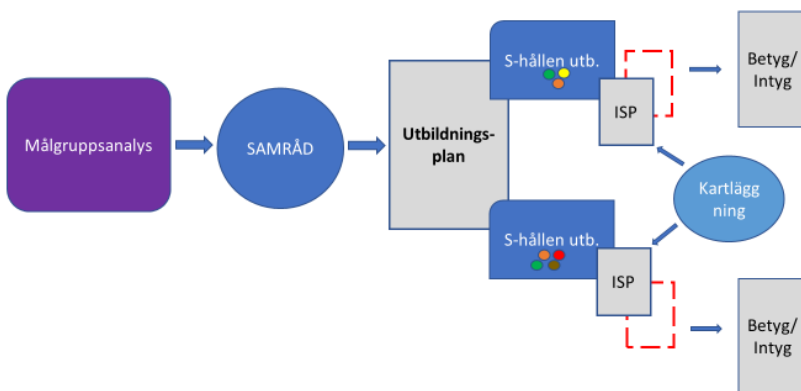 Målgruppsanalys
SAMRÅD
Utbildnings-
plan
S-hållen utb.
ISP
Betyg/
Intyg
Kartlägg
ning
S-hållen utb.
ISP
Betyg/
Intyg